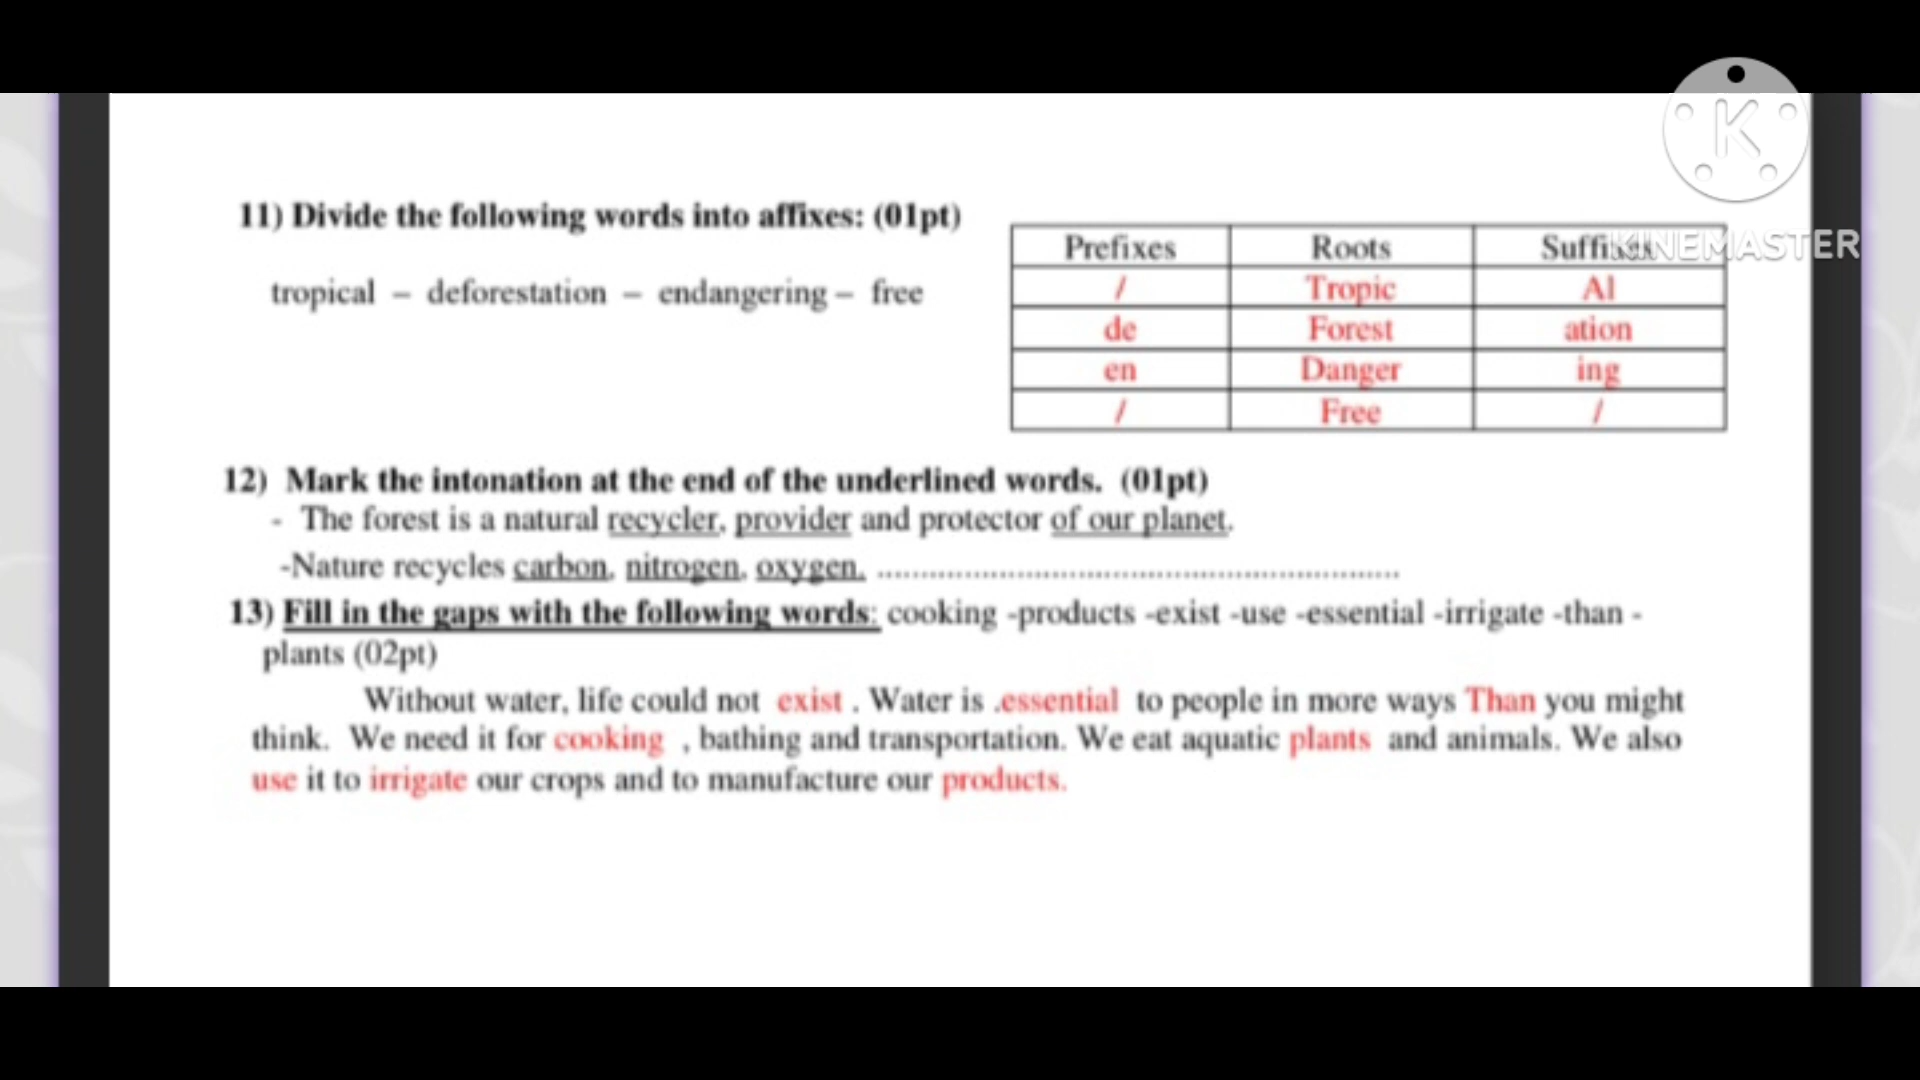 11) Divide the following words into affixes: (01pt)
tropical – deforestation – endangering – free
Prefixes Roots Suffixes
/ Tropic Al
de Forest ation
en Danger ing
/ Free /
12) Mark the intonation at the end of the underlined words. (01pt)
- The forest is a natural recycler, provider and protector of our planet.
-Nature recycles carbon, nitrogen, oxygen. ............................................................
13) Fill in the gaps with the following words: cooking -products -exist -use -essential -irrigate -than -
plants (02pt)
Without water, life could not exist . Water is .essential to people in more ways Than you might
think. We need it for cooking , bathing and transportation. We eat aquatic plants and animals. We also
use it to irrigate our crops and to manufacture our products.
K
KINEMASTER